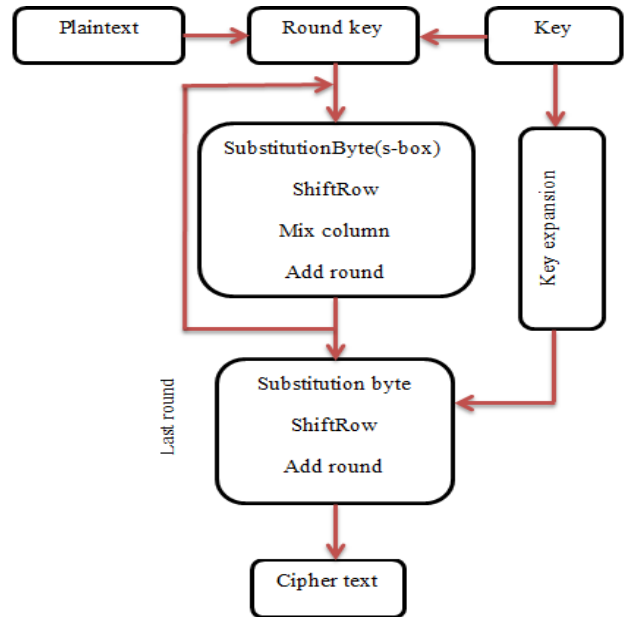 Plaintext
Round key
Key
SubstitutionByte(s-box)
ShiftRow
Mix column
Add round
Key expansion
Last round
Substitution byte
ShiftRow
Add round
Cipher text